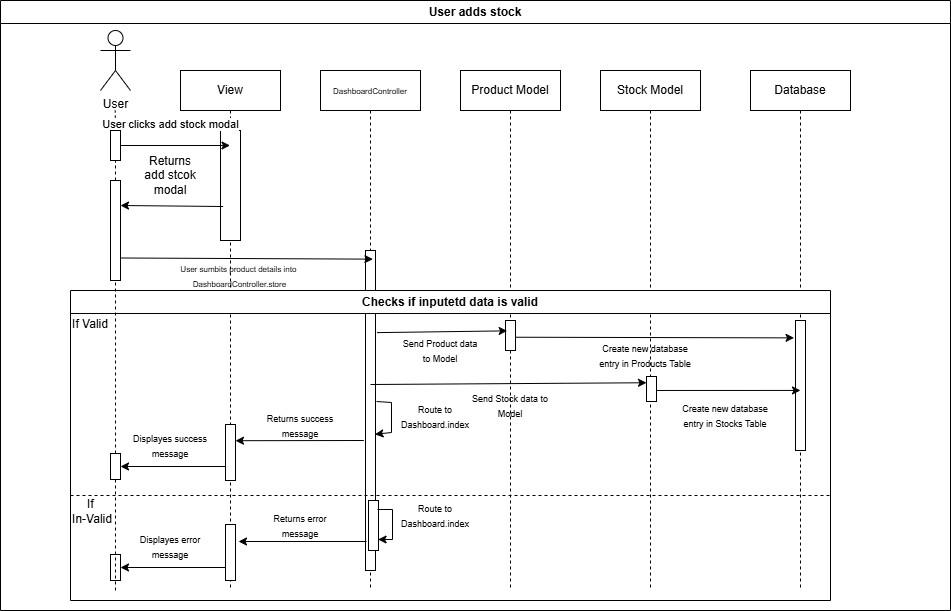 User adds stock
User
View
DashboardController
Product Model
Stock Model
Database
User clicks add stock modal
Returns
add stcok
modal
User sumbits product details into
DashboardController.store
Checks if inputetd data is valid
If Valid
Send Product data
to Model
Create new database
entry in Products Table
Send Stock data to
Model
Create new database
entry in Stocks Table
Route to
Dashboard.index
Returns success
message
Displayes success
message
If
In-Valid
Route to
Dashboard.index
Returns error
message
Displayes error
message